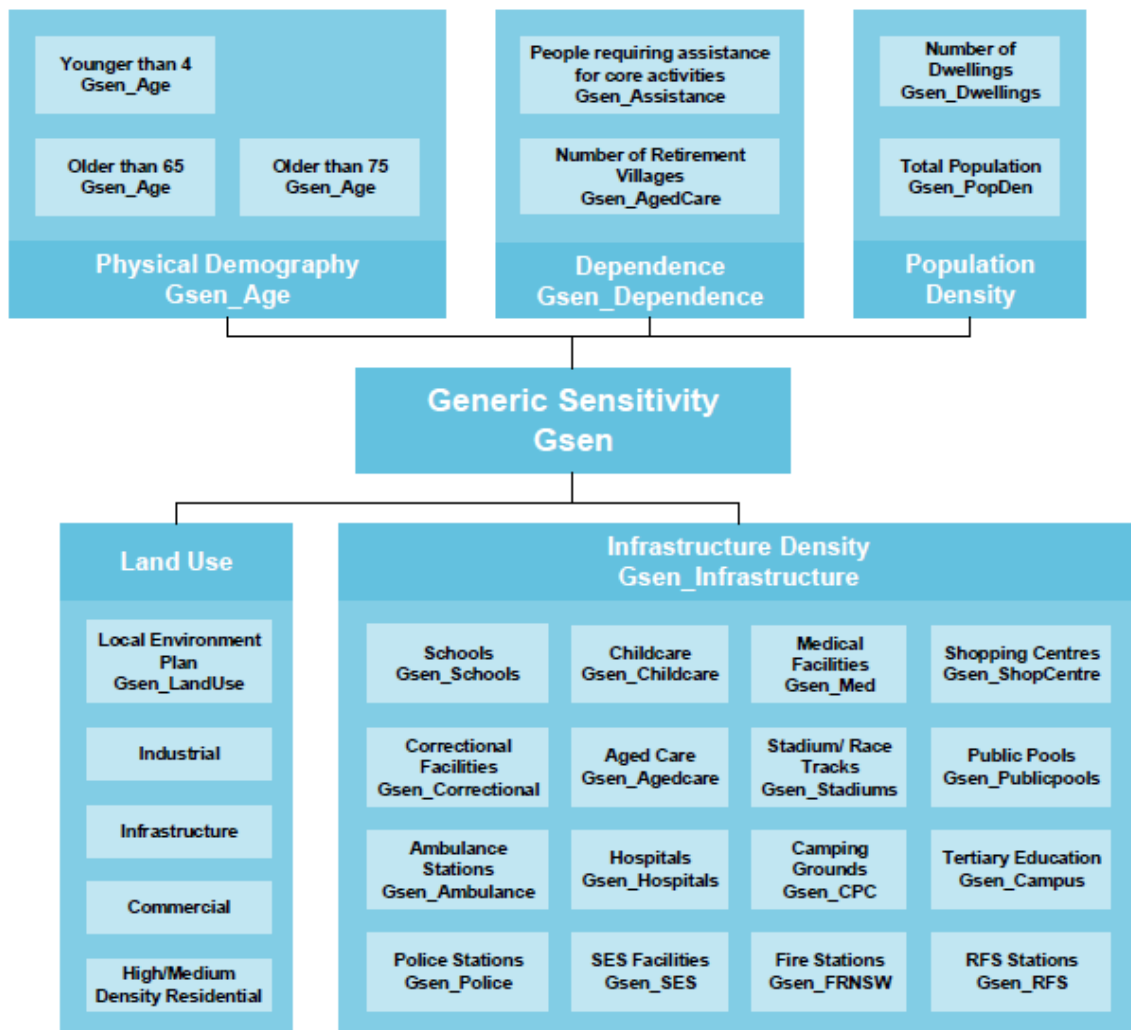 Younger than 4
Gsen_Age
Older than 65
Gsen_Age
Older than 75
Gsen_Age
Physical Demography
Gsen_Age
People requiring assistance
for core activities
Gsen_Assistance
Number of Retirement
Villages
Gsen_AgedCare
Dependence
Gsen_Dependence
Number of
Dwellings
Gsen_Dwellings
Total Population
Gsen_PopDen
Population
Density
Generic Sensitivity
Gsen
Land Use
Local Environment
Plan
Gsen_LandUse
Industrial
Infrastructure
Commercial
High/Medium
Density Residential
Infrastructure Density
Gsen_Infrastructure
Schools
Gsen_Schools
Childcare
Gsen_Childcare
Medical
Facilities
Gsen_Med
Shopping Centres
Gsen_ShopCentre
Correctional
Facilities
Gsen_Correctional
Aged Care
Gsen_Agedcare
Stadium/ Race
Tracks
Gsen_Stadiums
Public Pools
Gsen_Publicpools
Ambulance
Stations
Gsen_Ambulance
Hospitals
Gsen_Hospitals
Camping
Grounds
Gsen_CPC
Tertiary Education
Gsen_Campus
Police Stations
Gsen_Police
SES Facilities
Gsen_SES
Fire Stations
Gsen_FRNSW
RFS Stations
Gsen_RFS